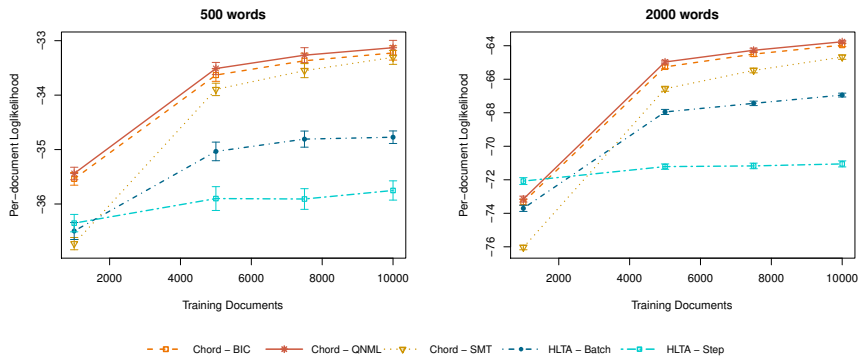 500 words
Per−document Loglikelihood
−33
−34
−35
−36
2000
4000
6000
8000
10000
Training Documents
2000 words
Per−document Loglikelihood
−64
−66
−68
−70
−72
−74
−76
2000
4000
6000
8000
10000
Training Documents
Chord − BIC
Chord − QNML
Chord − SMT
HLTA − Batch
HLTA − Step